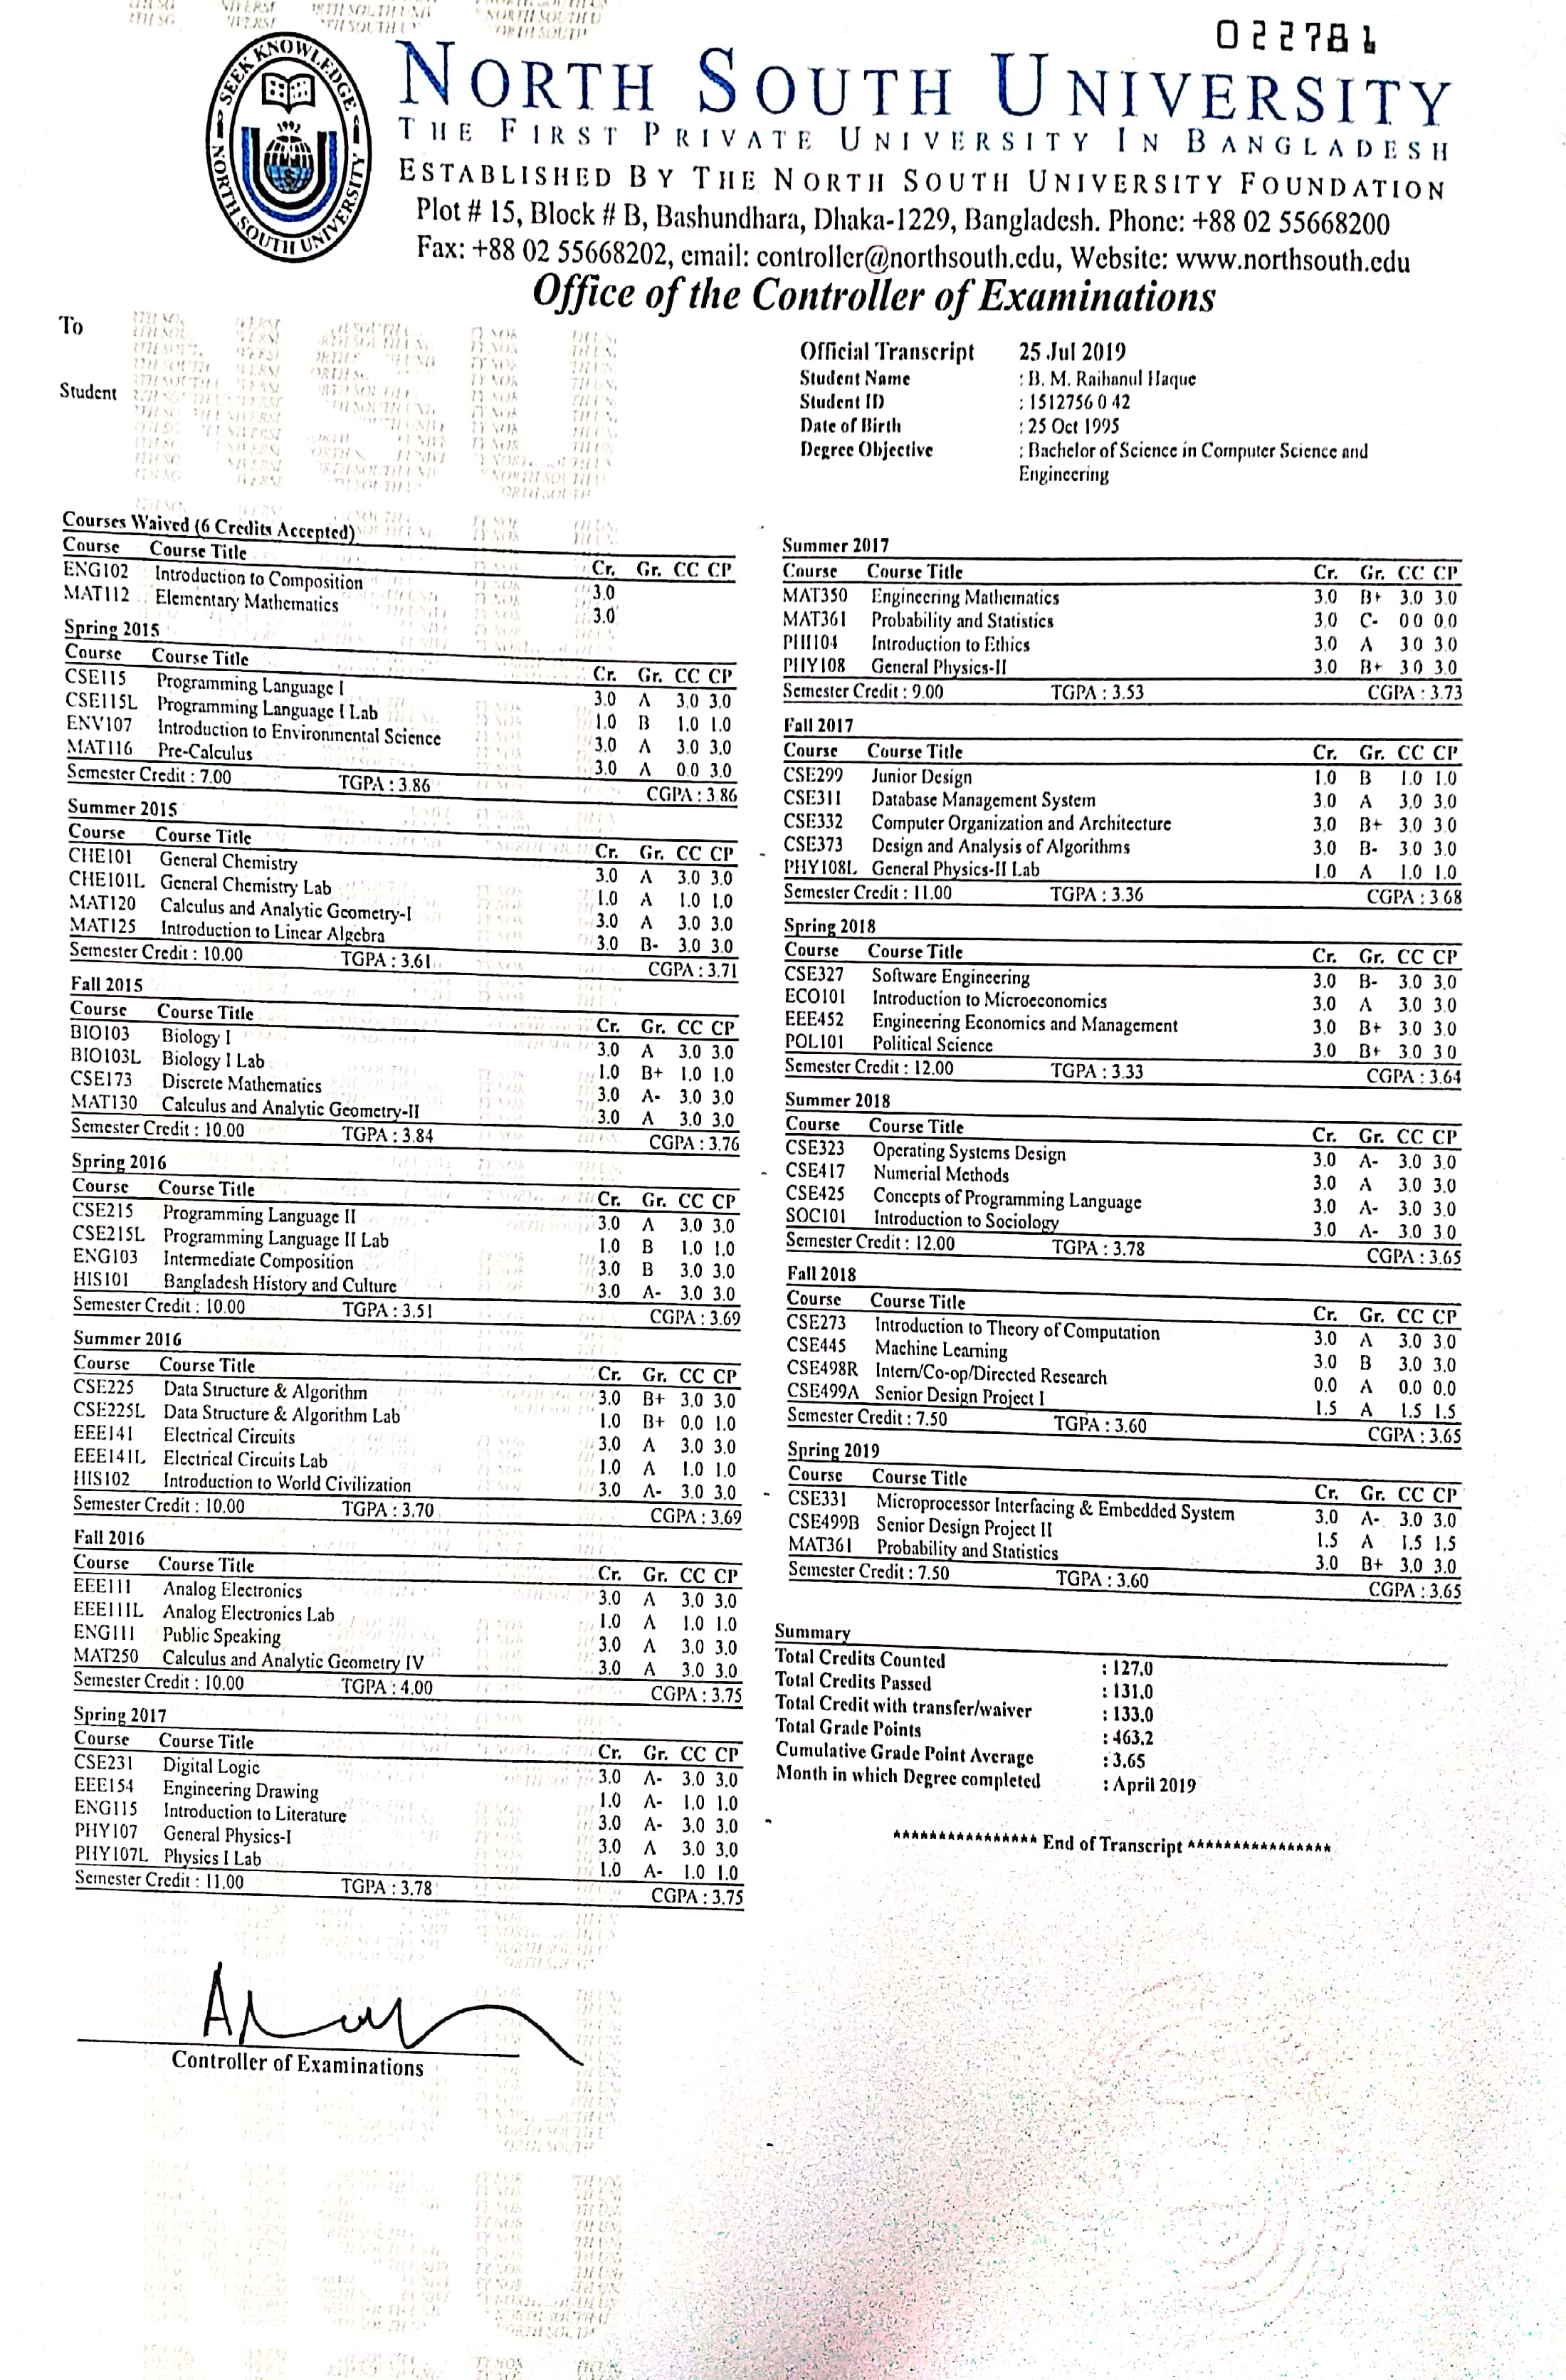 022781
SEEK KNOWLEDGE
NORTH SOUTH UNIVERSITY
1992
NORTH SOUTH UNIVERSITY
THE FIRST PRIVATE UNIVERSITY IN BANGLADESH
ESTABLISHED BY THE NORTH SOUTH UNIVERSITY FOUNDATION
Plot # 15, Block # B, Bashundhara, Dhaka-1229, Bangladesh. Phone: +88 02 55668200
Fax: +88 02 55668202, email: controller@northsouth.edu, Website: www.northsouth.edu
Office of the Controller of Examinations
To
Student
NSU
Official Transcript 25 Jul 2019
Student Name : B. M. Raihanul Haque
Student ID : 1512756 0 42
Date of Birth : 25 Oct 1995
Degree Objective : Bachelor of Science in Computer Science and
Engineering
Courses Waived (6 Credits Accepted)
Course Course Title Cr. Gr. CC CP
ENG102 Introduction to Composition 3.0
MAT112 Elementary Mathematics 3.0
Spring 2015
Course Course Title Cr. Gr. CC CP
CSE115 Programming Language I 3.0 A 3.0 3.0
CSE115L Programming Language I Lab 1.0 B 1.0 1.0
ENV107 Introduction to Environmental Science 3.0 A 3.0 3.0
MAT116 Pre-Calculus 3.0 A 0.0 3.0
Semester Credit : 7.00 TGPA : 3.86 CGPA : 3.86
Summer 2015
Course Course Title Cr. Gr. CC CP
CHE101 General Chemistry 3.0 A 3.0 3.0
CHE101L General Chemistry Lab 1.0 A 1.0 1.0
MAT120 Calculus and Analytic Geometry-I 3.0 A 3.0 3.0
MAT125 Introduction to Linear Algebra 3.0 B- 3.0 3.0
Semester Credit : 10.00 TGPA : 3.61 CGPA : 3.71
Fall 2015
Course Course Title Cr. Gr. CC CP
BIO103 Biology I 3.0 A 3.0 3.0
BIO103L Biology I Lab 1.0 B+ 1.0 1.0
CSE173 Discrete Mathematics 3.0 A- 3.0 3.0
MAT130 Calculus and Analytic Geometry-II 3.0 A 3.0 3.0
Semester Credit : 10.00 TGPA : 3.84 CGPA : 3.76
Spring 2016
Course Course Title Cr. Gr. CC CP
CSE215 Programming Language II 3.0 A 3.0 3.0
CSE215L Programming Language II Lab 1.0 B 1.0 1.0
ENG103 Intermediate Composition 3.0 B 3.0 3.0
HIS101 Bangladesh History and Culture 3.0 A- 3.0 3.0
Semester Credit : 10.00 TGPA : 3.51 CGPA : 3.69
Summer 2016
Course Course Title Cr. Gr. CC CP
CSE225 Data Structure & Algorithm 3.0 B+ 3.0 3.0
CSE225L Data Structure & Algorithm Lab 1.0 B+ 0.0 1.0
EEE141 Electrical Circuits 3.0 A 3.0 3.0
EEE141L Electrical Circuits Lab 1.0 A 1.0 1.0
HIS102 Introduction to World Civilization 3.0 A- 3.0 3.0
Semester Credit : 10.00 TGPA : 3.70 CGPA : 3.69
Fall 2016
Course Course Title Cr. Gr. CC CP
EEE111 Analog Electronics 3.0 A 3.0 3.0
EEE111L Analog Electronics Lab 1.0 A 1.0 1.0
ENG111 Public Speaking 3.0 A 3.0 3.0
MAT250 Calculus and Analytic Geometry IV 3.0 A 3.0 3.0
Semester Credit : 10.00 TGPA : 4.00 CGPA : 3.75
Spring 2017
Course Course Title Cr. Gr. CC CP
CSE231 Digital Logic 3.0 A- 3.0 3.0
EEE154 Engineering Drawing 1.0 A- 1.0 1.0
ENG115 Introduction to Literature 3.0 A- 3.0 3.0
PHY107 General Physics-I 3.0 A 3.0 3.0
PHY107L Physics I Lab 1.0 A- 1.0 1.0
Semester Credit : 11.00 TGPA : 3.78 CGPA : 3.75
Controller of Examinations
Summer 2017
Course Course Title Cr. Gr. CC CP
MAT350 Engineering Mathematics 3.0 B+ 3.0 3.0
MAT361 Probability and Statistics 3.0 C- 0.0 0.0
PHI104 Introduction to Ethics 3.0 A 3.0 3.0
PHY108 General Physics-II 3.0 B+ 3.0 3.0
Semester Credit : 9.00 TGPA : 3.53 CGPA : 3.73
Fall 2017
Course Course Title Cr. Gr. CC CP
CSE299 Junior Design 1.0 B 1.0 1.0
CSE311 Database Management System 3.0 A 3.0 3.0
CSE332 Computer Organization and Architecture 3.0 B+ 3.0 3.0
CSE373 Design and Analysis of Algorithms 3.0 B- 3.0 3.0
PHY108L General Physics-II Lab 1.0 A 1.0 1.0
Semester Credit : 11.00 TGPA : 3.36 CGPA : 3.68
Spring 2018
Course Course Title Cr. Gr. CC CP
CSE327 Software Engineering 3.0 B- 3.0 3.0
ECO101 Introduction to Microeconomics 3.0 A 3.0 3.0
EEE452 Engineering Economics and Management 3.0 B+ 3.0 3.0
POL101 Political Science 3.0 B+ 3.0 3.0
Semester Credit : 12.00 TGPA : 3.33 CGPA : 3.64
Summer 2018
Course Course Title Cr. Gr. CC CP
CSE323 Operating Systems Design 3.0 A- 3.0 3.0
CSE417 Numerial Methods 3.0 A 3.0 3.0
CSE425 Concepts of Programming Language 3.0 A- 3.0 3.0
SOC101 Introduction to Sociology 3.0 A- 3.0 3.0
Semester Credit : 12.00 TGPA : 3.78 CGPA : 3.65
Fall 2018
Course Course Title Cr. Gr. CC CP
CSE273 Introduction to Theory of Computation 3.0 A 3.0 3.0
CSE445 Machine Learning 3.0 B 3.0 3.0
CSE498R Intern/Co-op/Directed Research 0.0 A 0.0 0.0
CSE499A Senior Design Project I 1.5 A 1.5 1.5
Semester Credit : 7.50 TGPA : 3.60 CGPA : 3.65
Spring 2019
Course Course Title Cr. Gr. CC CP
CSE331 Microprocessor Interfacing & Embedded System 3.0 A- 3.0 3.0
CSE499B Senior Design Project II 1.5 A 1.5 1.5
MAT361 Probability and Statistics 3.0 B+ 3.0 3.0
Semester Credit : 7.50 TGPA : 3.60 CGPA : 3.65
Summary
Total Credits Counted : 127.0
Total Credits Passed : 131.0
Total Credit with transfer/waiver : 133.0
Total Grade Points : 463.2
Cumulative Grade Point Average : 3.65
Month in which Degree completed : April 2019
**************** End of Transcript ****************